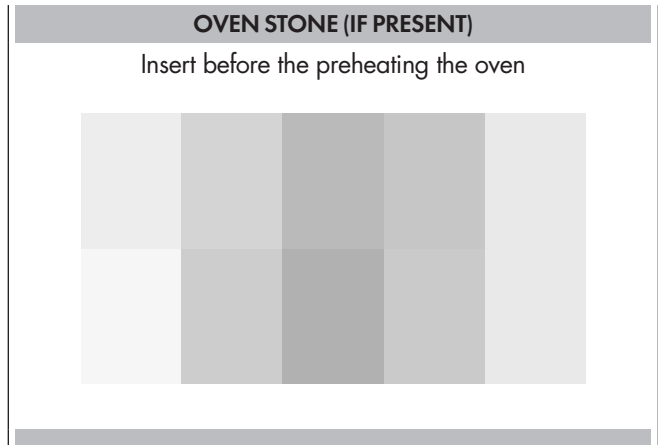 OVEN STONE (IF PRESENT)
Insert before the preheating the oven